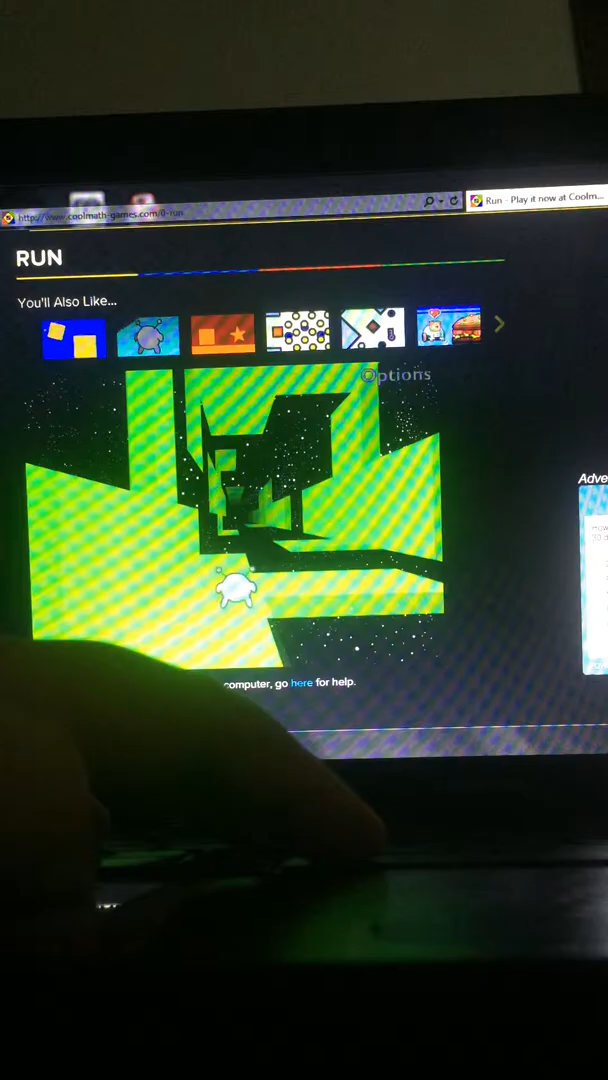 http://www.coolmath-games.com/0-run
Run - Play it now at Coolm...
RUN
You'll Also Like...
Options
Adve
computer, go here for help.